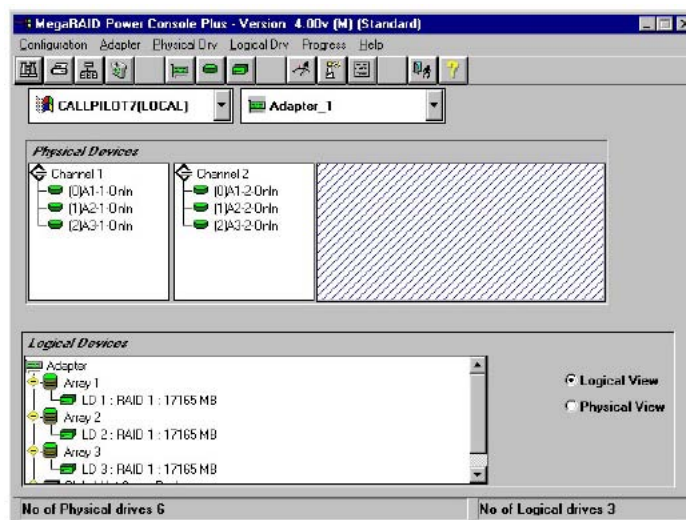 MegaRAID Power Console Plus - Version 4.00v (M) (Standard)
Configuration Adapter Physical Drv Logical Drv Progress Help
CALLPILOT7(LOCAL) Adapter_1
Physical Devices
Channel 1
(0)A1-1-Onln
(1)A2-1-Onln
(2)A3-1-Onln
Channel 2
(0)A1-2-Onln
(1)A2-2-Onln
(2)A3-2-Onln
Logical Devices
Adapter
Array 1
LD 1 : RAID 1 : 17165 MB
Array 2
LD 2 : RAID 1 : 17165 MB
Array 3
LD 3 : RAID 1 : 17165 MB
Logical View
Physical View
No of Physical drives 6
No of Logical drives 3